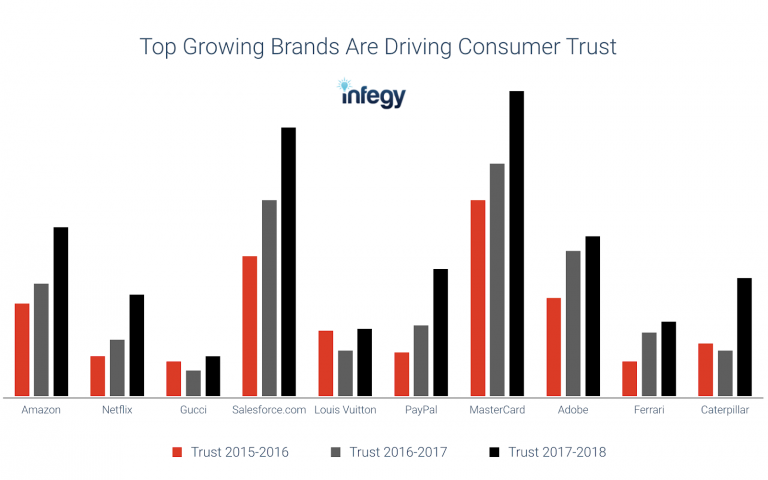 Top Growing Brands Are Driving Consumer Trust
infegy
Amazon Netflix Gucci Salesforce.com Louis Vuitton PayPal MasterCard Adobe Ferrari Caterpillar
Trust 2015-2016 Trust 2016-2017 Trust 2017-2018